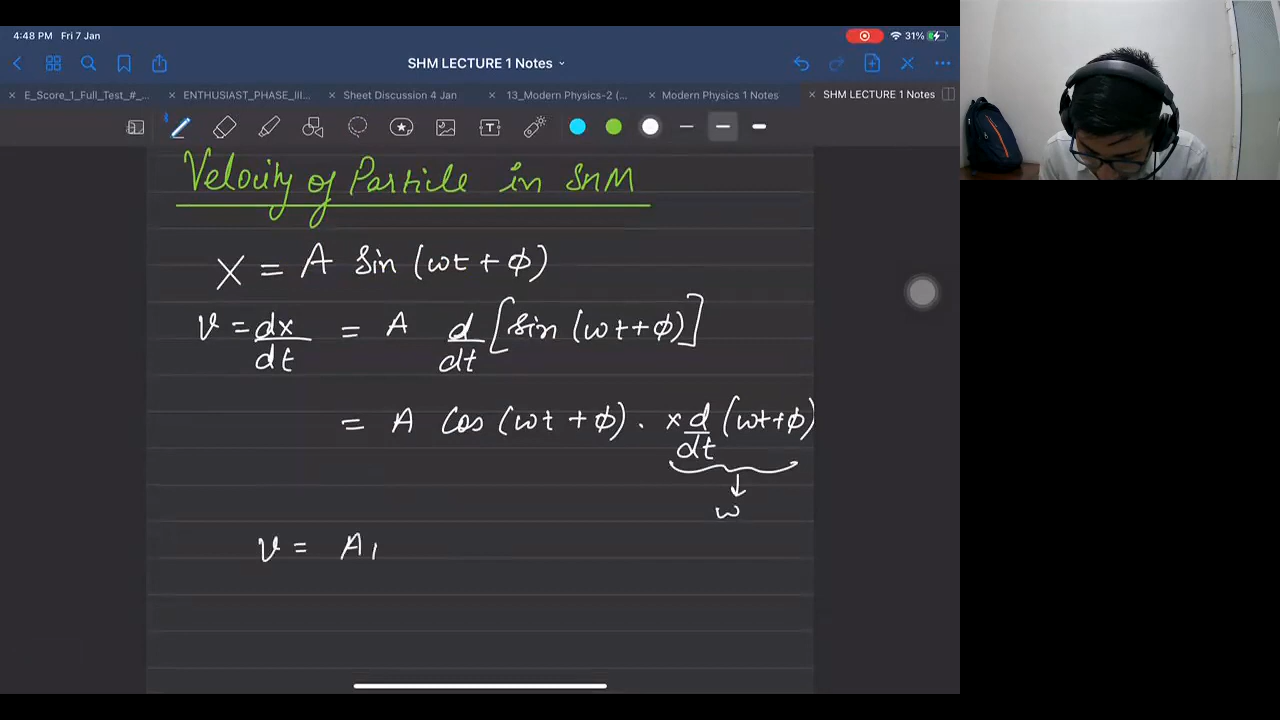 4:48 PM Fri 7 Jan
31%
SHM LECTURE 1 Notes
E_Score_1_Full_Test_#_...
ENTHUSIAST_PHASE_III...
Sheet Discussion 4 Jan
13_Modern Physics-2 (...
Modern Physics 1 Notes
SHM LECTURE 1 Notes
Velocity of Particle in SHM
X = A Sin (ωt + ϕ)
v = dx/dt = A d/dt [Sin (ωt + ϕ)]
= A Cos (ωt + ϕ) . × d/dt (ωt + ϕ)
↓
ω
v = A